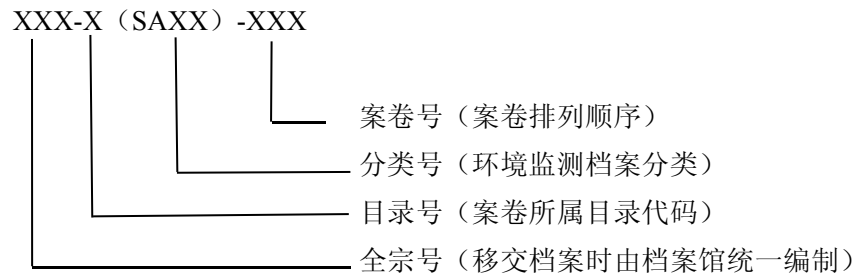 XXX-X（SAXX）-XXX
案卷号（案卷排列顺序）
分类号（环境监测档案分类）
目录号（案卷所属目录代码）
全宗号（移交档案时由档案馆统一编制）